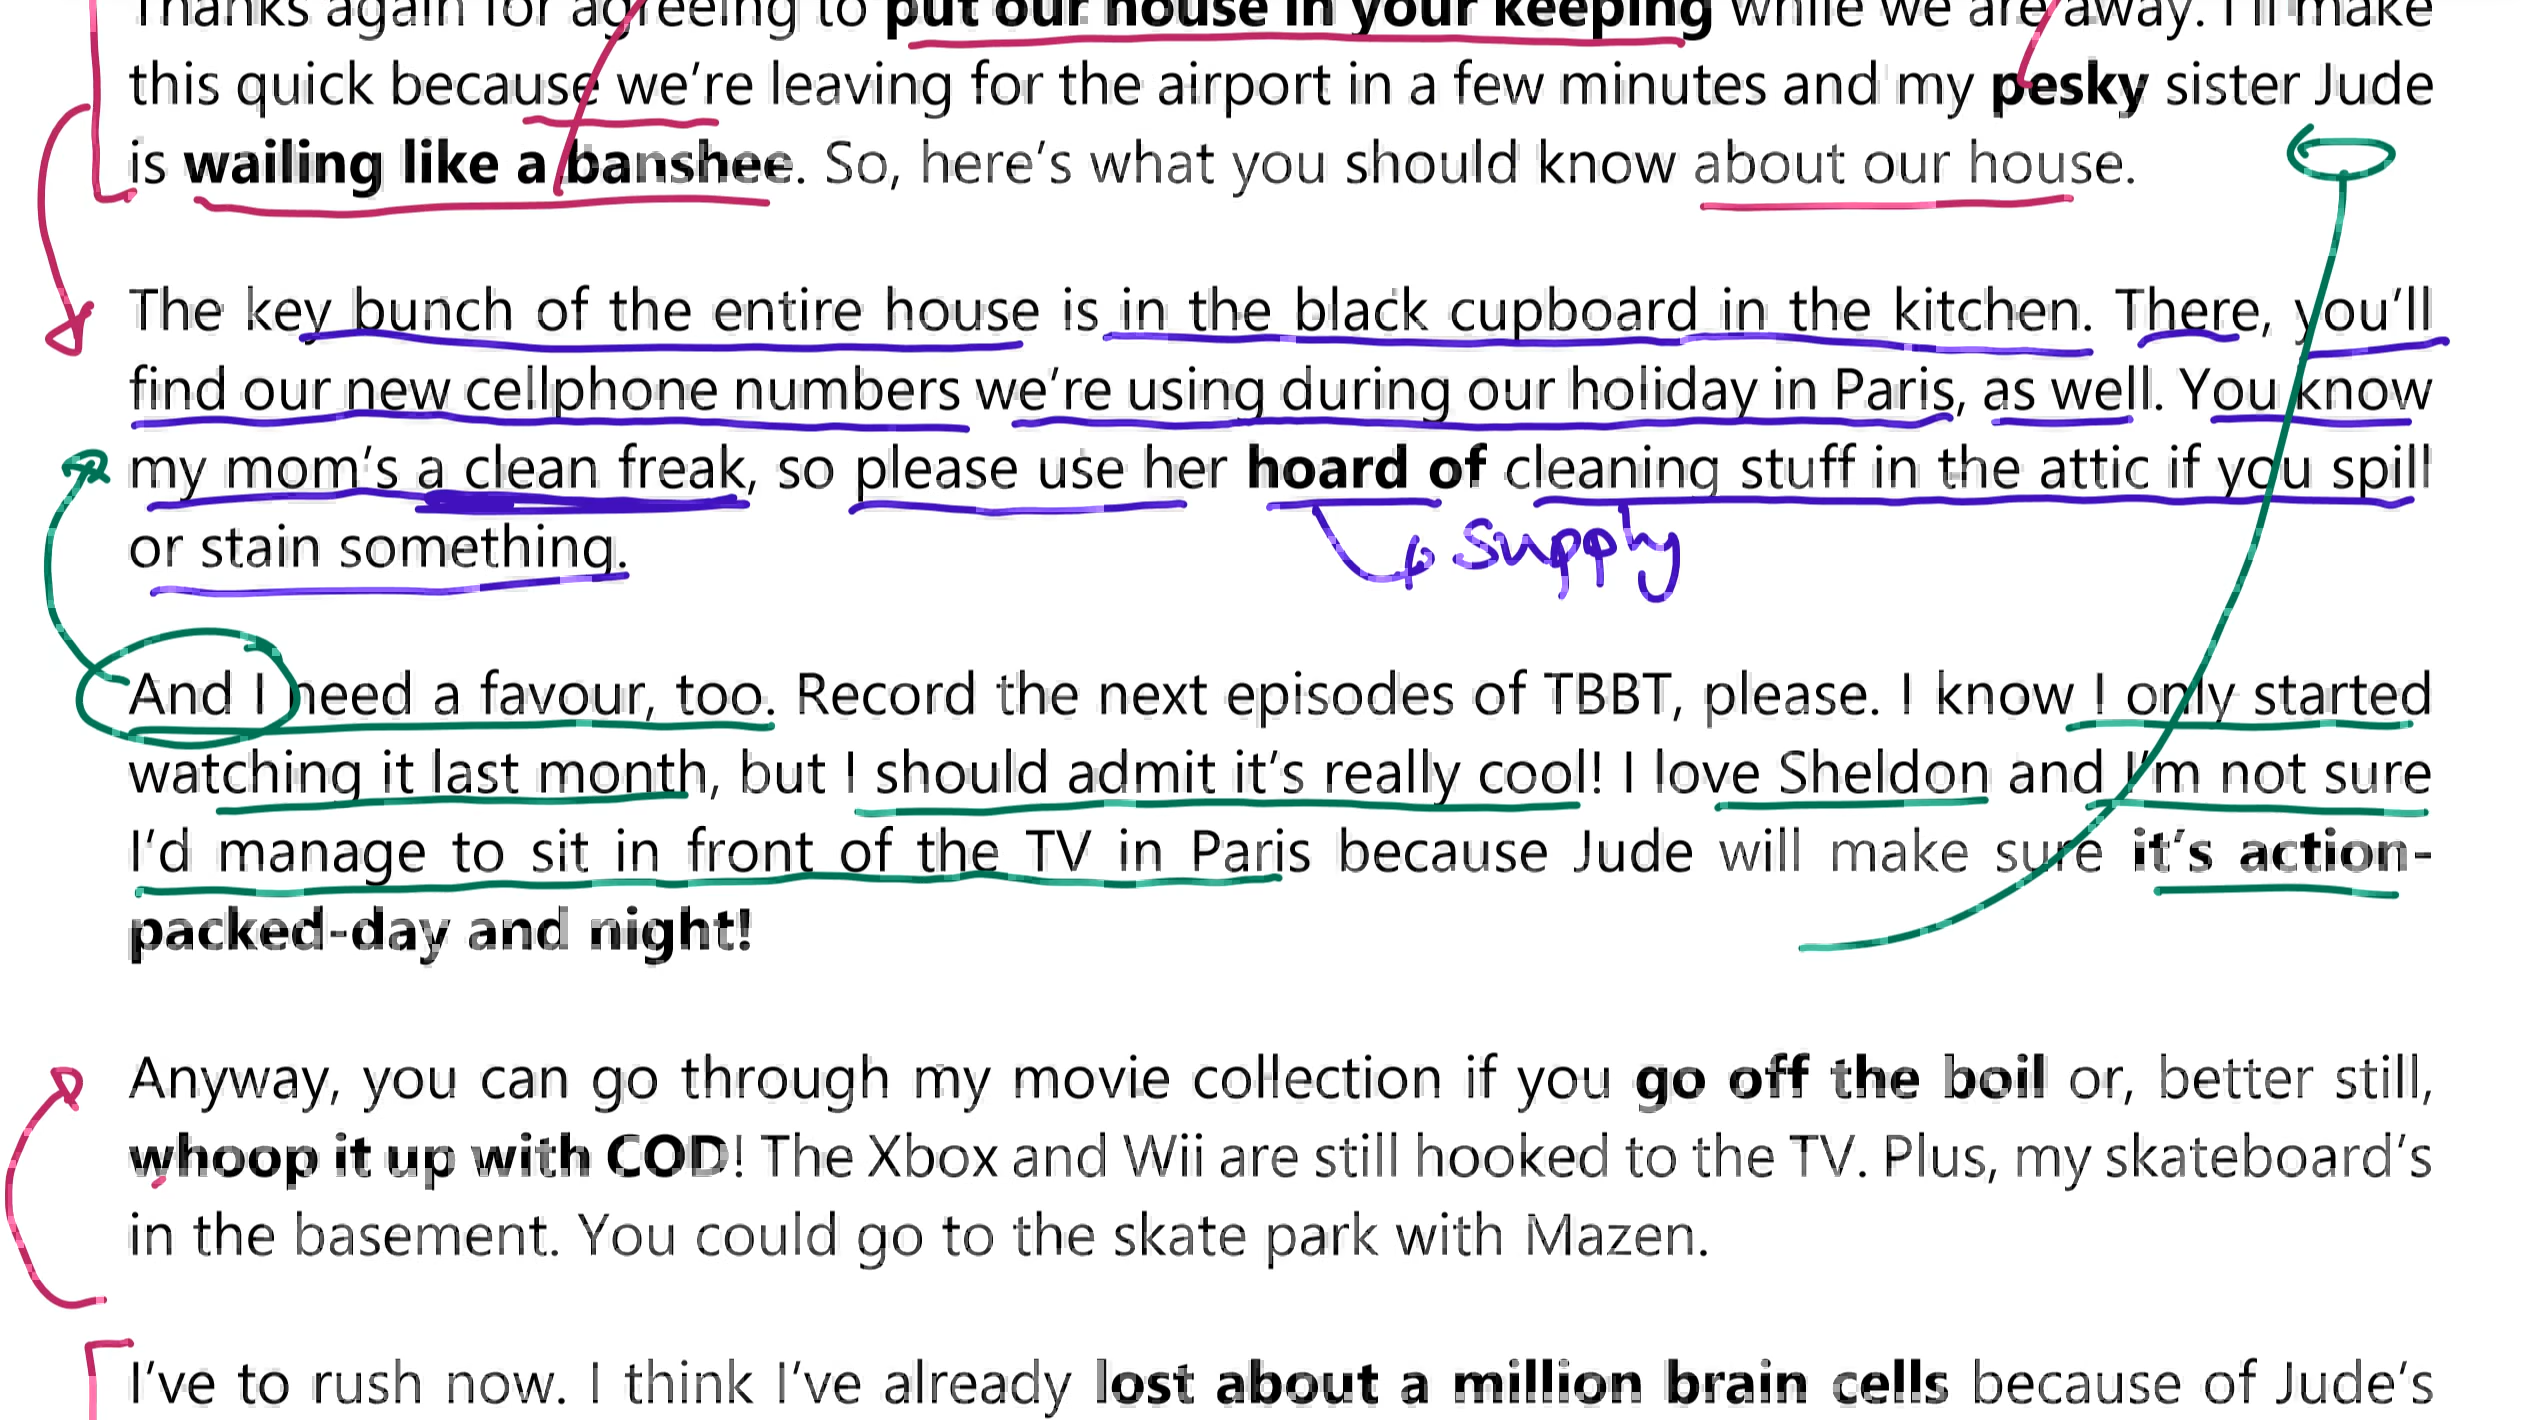 Thanks again for agreeing to put our house in your keeping while we are away. I'll make
this quick because we're leaving for the airport in a few minutes and my pesky sister Jude
is wailing like a banshee. So, here's what you should know about our house.
The key bunch of the entire house is in the black cupboard in the kitchen. There, you'll
find our new cellphone numbers we're using during our holiday in Paris, as well. You know
my mom's a clean freak, so please use her hoard of cleaning stuff in the attic if you spill
or stain something.
supply
And I need a favour, too. Record the next episodes of TBBT, please. I know I only started
watching it last month, but I should admit it's really cool! I love Sheldon and I'm not sure
I'd manage to sit in front of the TV in Paris because Jude will make sure it's action-
packed-day and night!
Anyway, you can go through my movie collection if you go off the boil or, better still,
whoop it up with COD! The Xbox and Wii are still hooked to the TV. Plus, my skateboard's
in the basement. You could go to the skate park with Mazen.
I've to rush now. I think I've already lost about a million brain cells because of Jude's